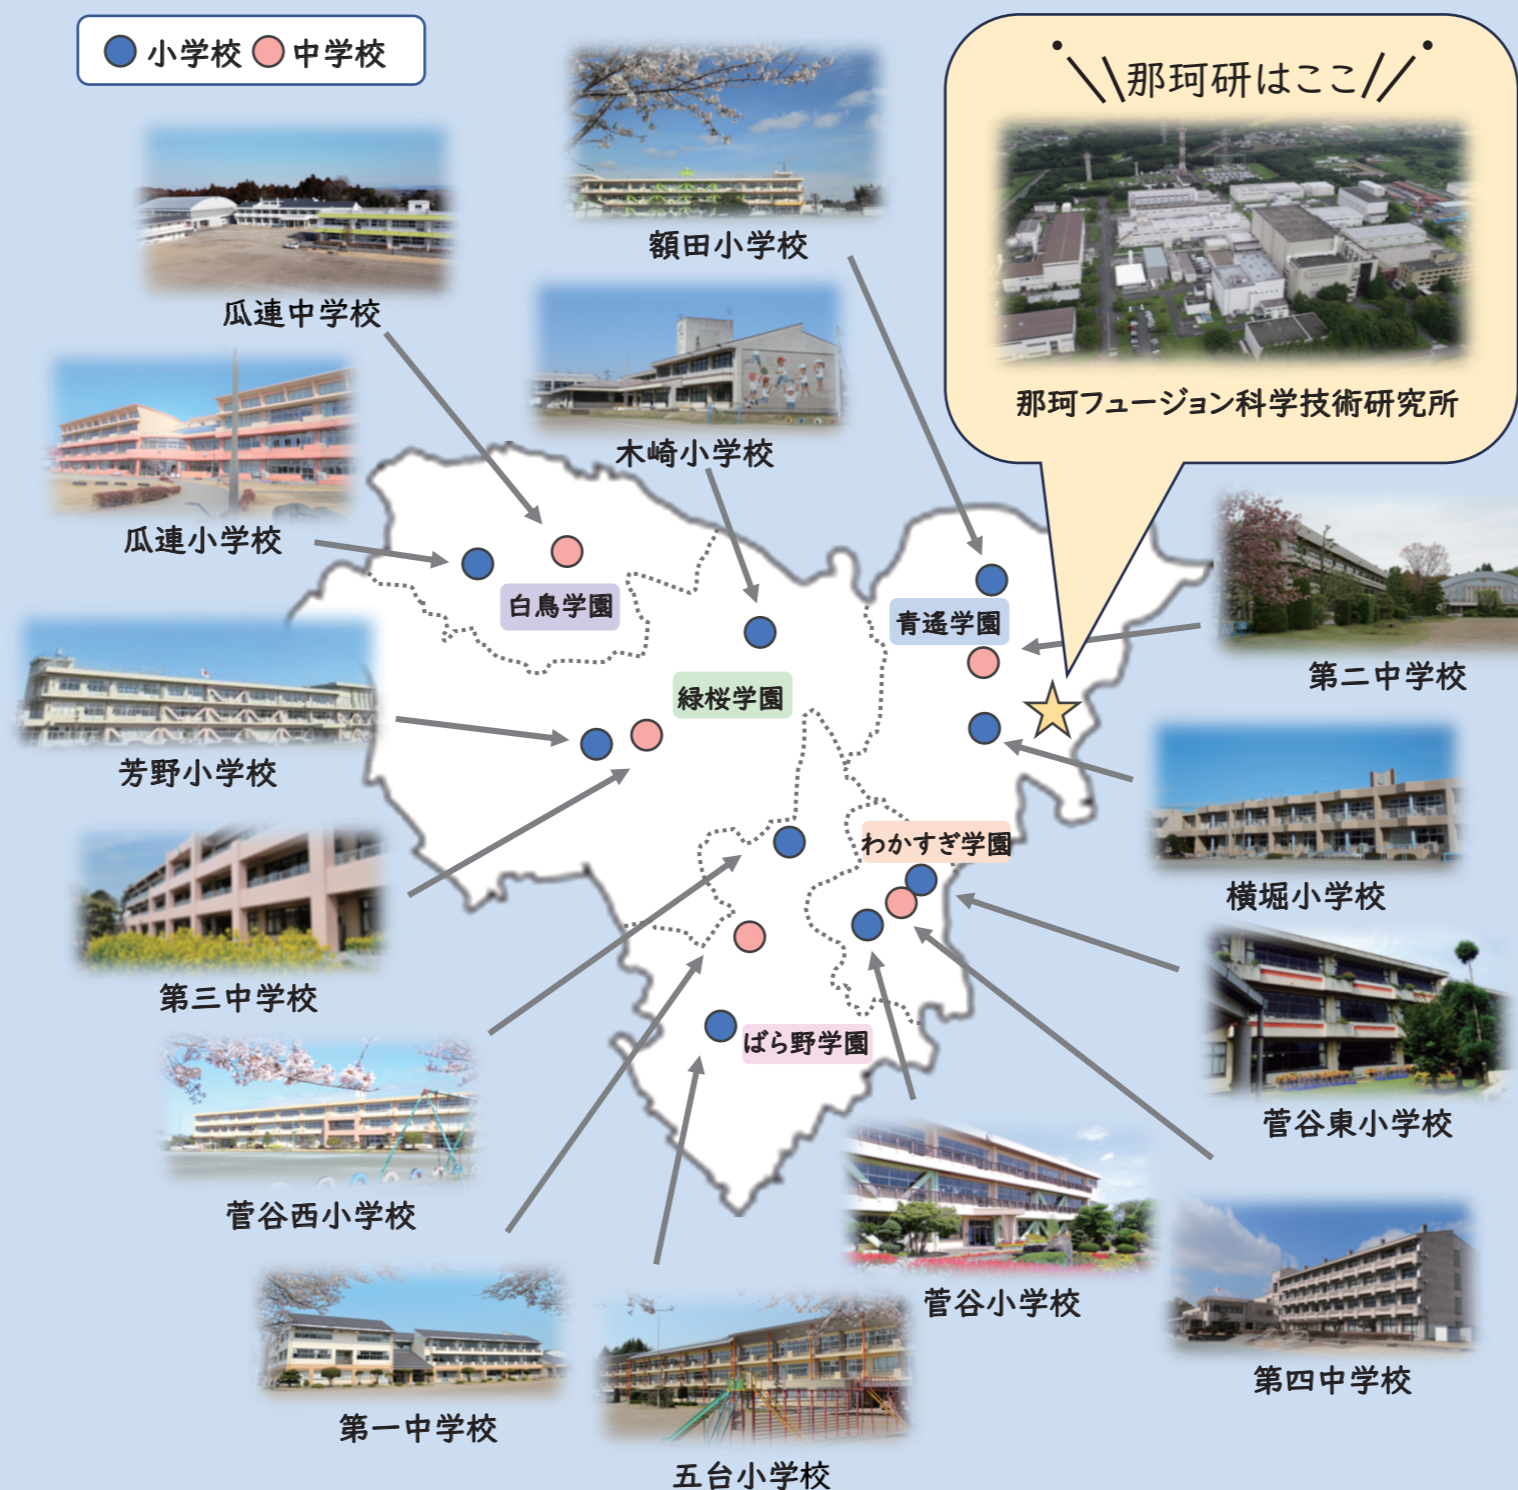 小学校 中学校
那珂研はここ
那珂フュージョン科学技術研究所
額田小学校
瓜連中学校
木崎小学校
瓜連小学校
白鳥学園
青遙学園
第二中学校
緑桜学園
芳野小学校
わかすぎ学園
横堀小学校
第三中学校
ばら野学園
菅谷東小学校
菅谷西小学校
菅谷小学校
第四中学校
第一中学校
五台小学校